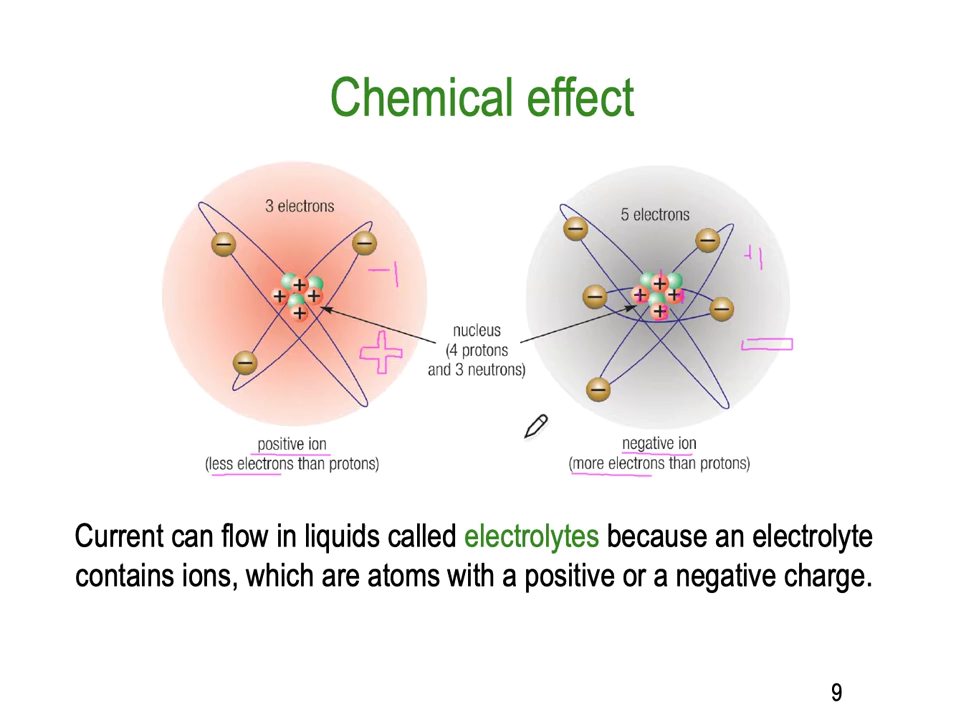 Chemical effect
3 electrons
5 electrons
−1
+1
+
−
nucleus
(4 protons
and 3 neutrons)
positive ion
(less electrons than protons)
negative ion
(more electrons than protons)
Current can flow in liquids called electrolytes because an electrolyte
contains ions, which are atoms with a positive or a negative charge.
9